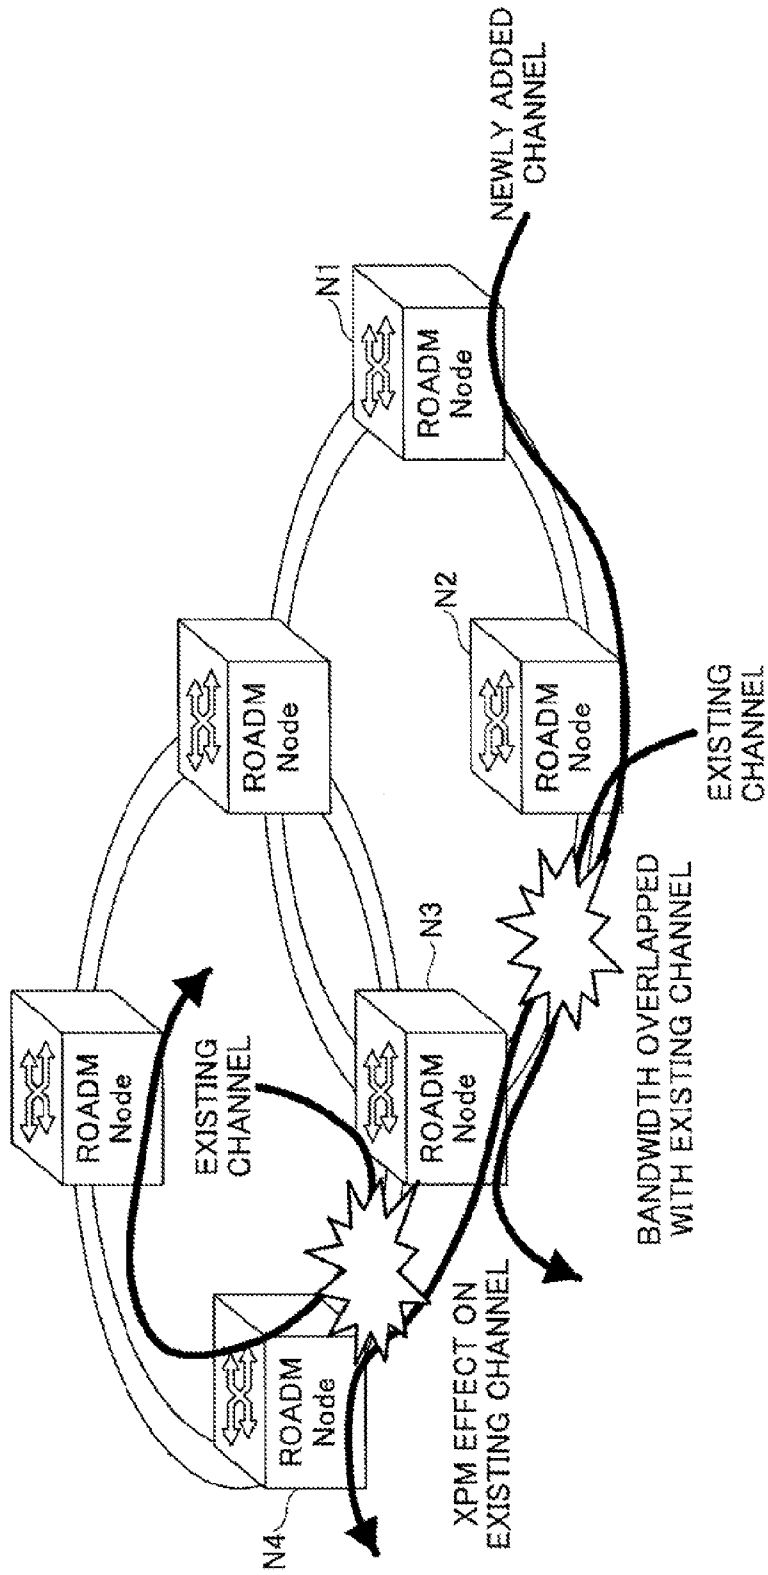 N4
ROADM
Node
XPM EFFECT ON
EXISTING CHANNEL
ROADM
Node
EXISTING
CHANNEL
N3
ROADM
Node
BANDWIDTH OVERLAPPED
WITH EXISTING CHANNEL
ROADM
Node
N2
ROADM
Node
EXISTING
CHANNEL
N1
ROADM
Node
NEWLY ADDED
CHANNEL